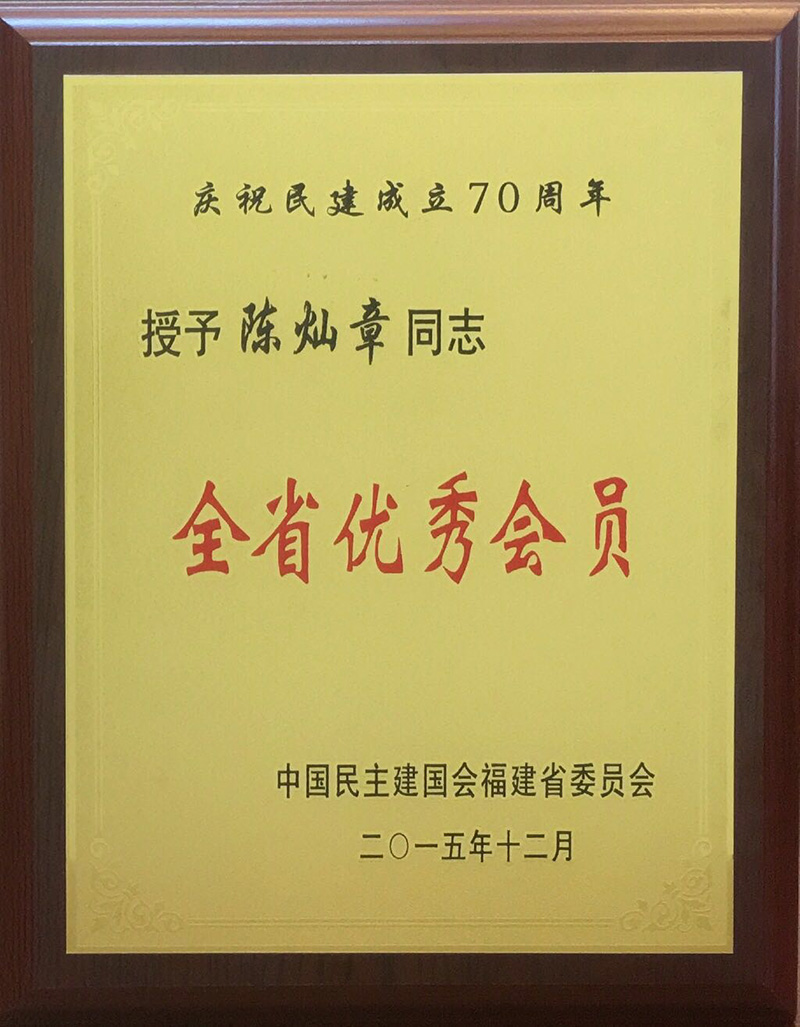 庆祝民建成立70周年
授予陈灿章同志
全省优秀会员
中国民主建国会福建省委员会
二〇一五年十二月